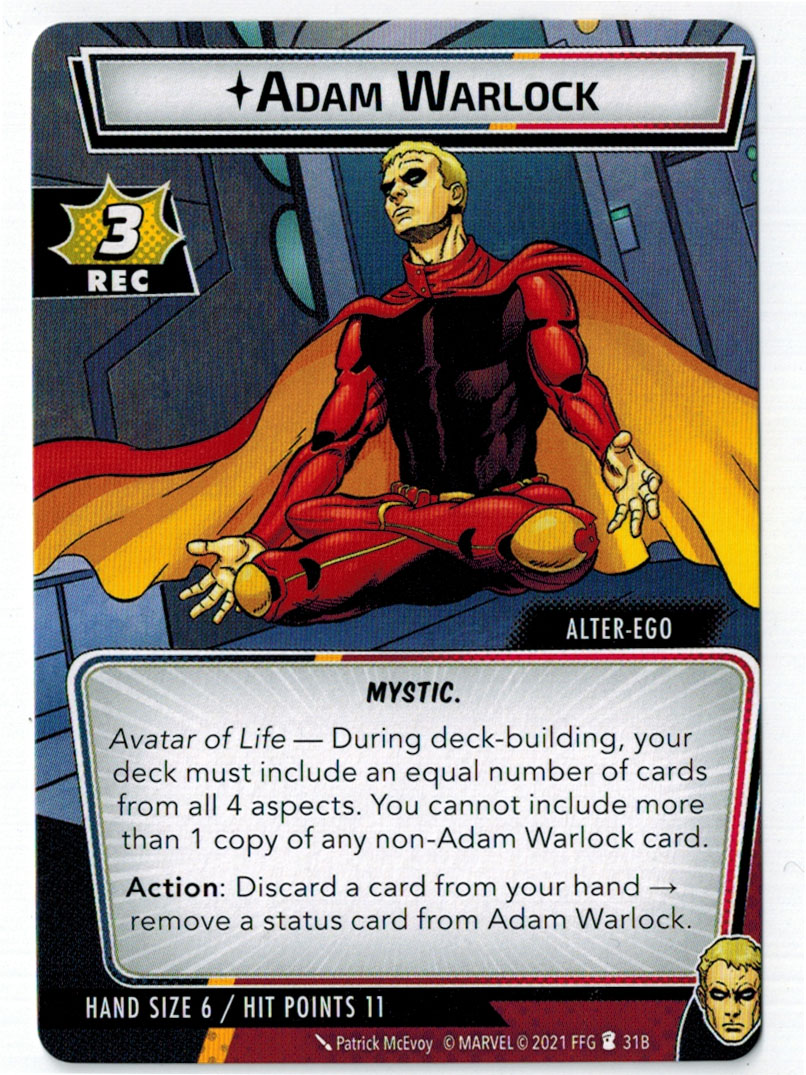 ✦ADAM WARLOCK
3
REC
ALTER-EGO
MYSTIC.
Avatar of Life — During deck-building, your
deck must include an equal number of cards
from all 4 aspects. You cannot include more
than 1 copy of any non-Adam Warlock card.
Action: Discard a card from your hand →
remove a status card from Adam Warlock.
HAND SIZE 6 / HIT POINTS 11
Patrick McEvoy © MARVEL © 2021 FFG 31B